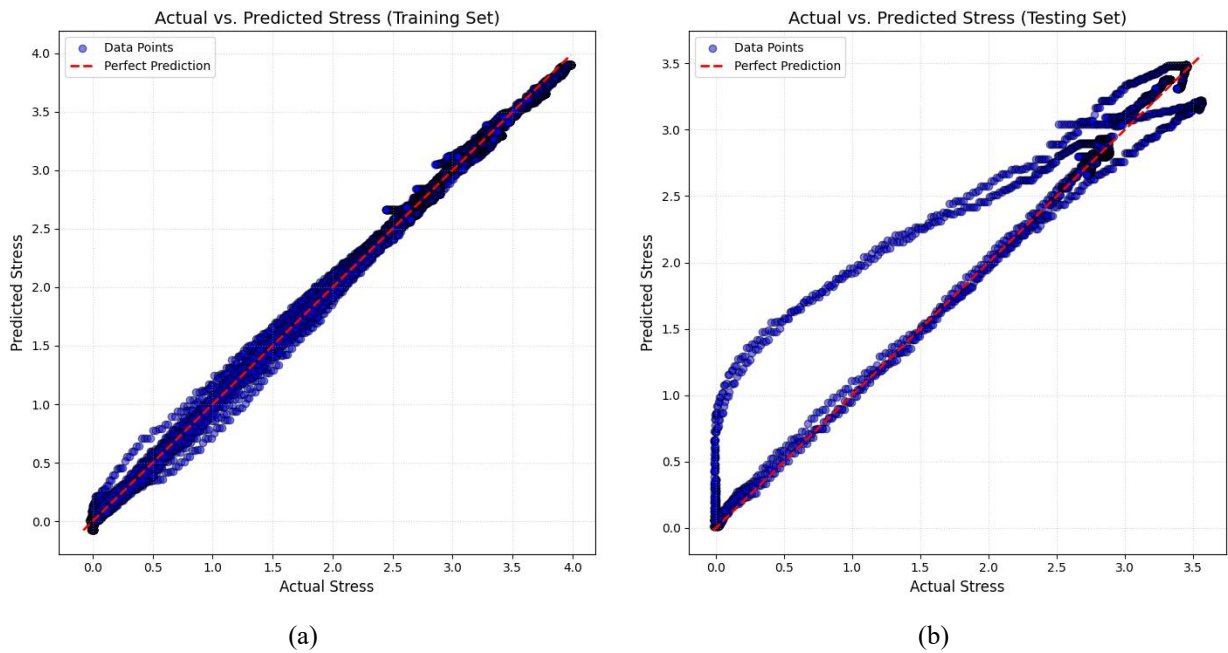 Actual vs. Predicted Stress (Training Set)
Data Points
Perfect Prediction
4.0
3.5
3.0
2.5
2.0
1.5
1.0
0.5
0.0
Predicted Stress
0.0 0.5 1.0 1.5 2.0 2.5 3.0 3.5 4.0
Actual Stress
(a)
Actual vs. Predicted Stress (Testing Set)
Data Points
Perfect Prediction
3.5
3.0
2.5
2.0
1.5
1.0
0.5
0.0
Predicted Stress
0.0 0.5 1.0 1.5 2.0 2.5 3.0 3.5
Actual Stress
(b)